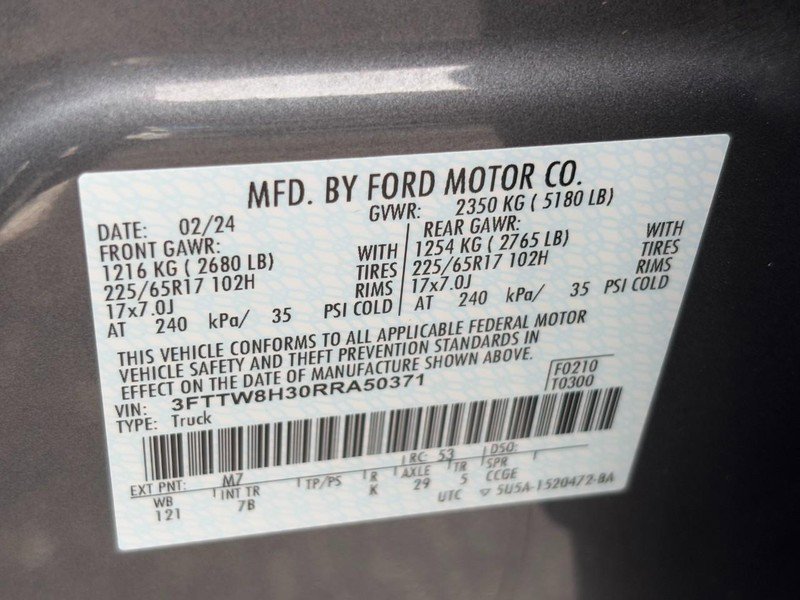 MFD. BY FORD MOTOR CO.
DATE: 02/24 GVWR: 2350 KG ( 5180 LB)
FRONT GAWR: REAR GAWR:
1216 KG ( 2680 LB) WITH 1254 KG ( 2765 LB) WITH
225/65R17 102H TIRES 225/65R17 102H TIRES
17x7.0J RIMS 17x7.0J RIMS
AT 240 kPa/ 35 PSI COLD AT 240 kPa/ 35 PSI COLD
THIS VEHICLE CONFORMS TO ALL APPLICABLE FEDERAL MOTOR
VEHICLE SAFETY AND THEFT PREVENTION STANDARDS IN
EFFECT ON THE DATE OF MANUFACTURE SHOWN ABOVE.
VIN: 3FTTW8H30RRA50371 F0210
TYPE: Truck T0300
EXT PNT: M7 RC: 53 DSO:
WB INT TR TP/PS R AXLE TR SPR
121 7B K 29 5 CCGE
UTC ▽ 5U5A-1520472-BA